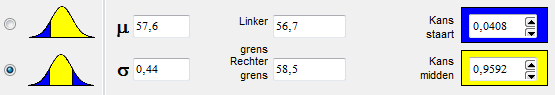 μ 57,6 Linker grens 56,7 Kans staart 0,0408
σ 0,44 Rechter grens 58,5 Kans midden 0,9592